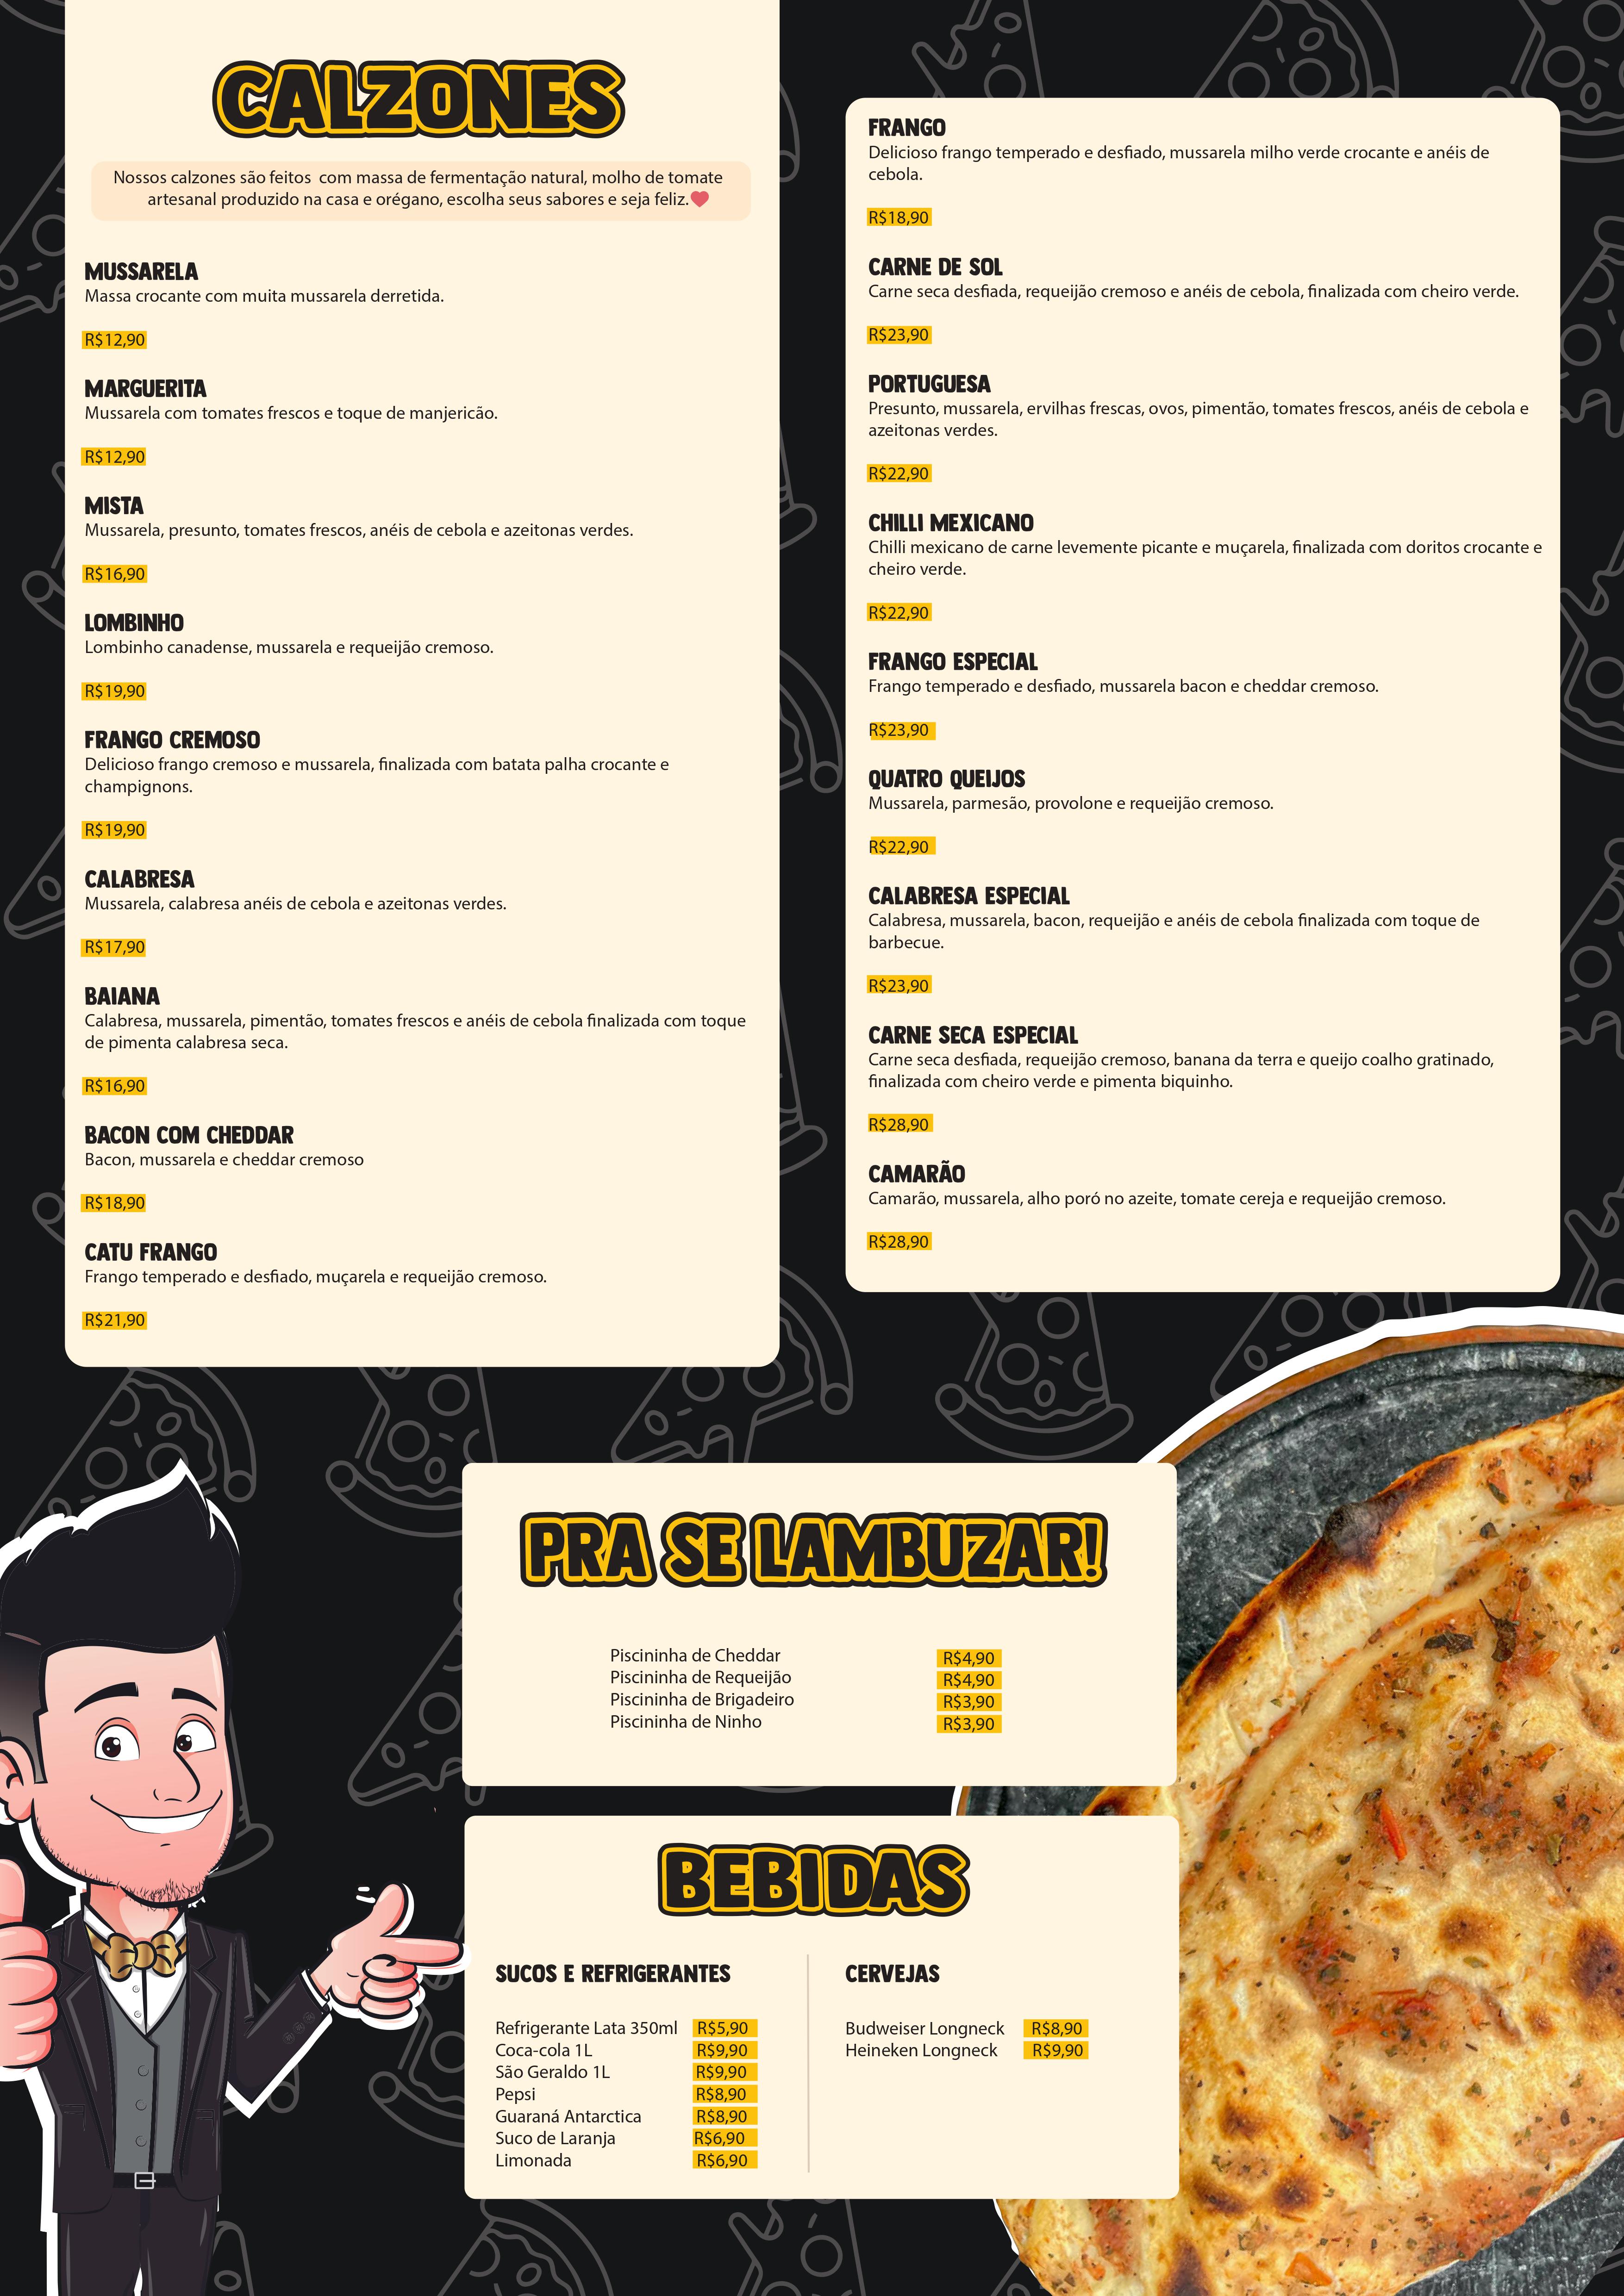 CALZONES
Nossos calzones são feitos com massa de fermentação natural, molho de tomate
artesanal produzido na casa e orégano, escolha seus sabores e seja feliz.
MUSSARELA
Massa crocante com muita mussarela derretida.
R$12,90
MARGUERITA
Mussarela com tomates frescos e toque de manjericão.
R$12,90
MISTA
Mussarela, presunto, tomates frescos, anéis de cebola e azeitonas verdes.
R$16,90
LOMBINHO
Lombinho canadense, mussarela e requeijão cremoso.
R$19,90
FRANGO CREMOSO
Delicioso frango cremoso e mussarela, finalizada com batata palha crocante e
champignons.
R$19,90
CALABRESA
Mussarela, calabresa anéis de cebola e azeitonas verdes.
R$17,90
BAIANA
Calabresa, mussarela, pimentão, tomates frescos e anéis de cebola finalizada com toque
de pimenta calabresa seca.
R$16,90
BACON COM CHEDDAR
Bacon, mussarela e cheddar cremoso
R$18,90
CATU FRANGO
Frango temperado e desfiado, muçarela e requeijão cremoso.
R$21,90
FRANGO
Delicioso frango temperado e desfiado, mussarela milho verde crocante e anéis de
cebola.
R$18,90
CARNE DE SOL
Carne seca desfiada, requeijão cremoso e anéis de cebola, finalizada com cheiro verde.
R$23,90
PORTUGUESA
Presunto, mussarela, ervilhas frescas, ovos, pimentão, tomates frescos, anéis de cebola e
azeitonas verdes.
R$22,90
CHILLI MEXICANO
Chilli mexicano de carne levemente picante e muçarela, finalizada com doritos crocante e
cheiro verde.
R$22,90
FRANGO ESPECIAL
Frango temperado e desfiado, mussarela bacon e cheddar cremoso.
R$23,90
QUATRO QUEIJOS
Mussarela, parmesão, provolone e requeijão cremoso.
R$22,90
CALABRESA ESPECIAL
Calabresa, mussarela, bacon, requeijão e anéis de cebola finalizada com toque de
barbecue.
R$23,90
CARNE SECA ESPECIAL
Carne seca desfiada, requeijão cremoso, banana da terra e queijo coalho gratinado,
finalizada com cheiro verde e pimenta biquinho.
R$28,90
CAMARÃO
Camarão, mussarela, alho poró no azeite, tomate cereja e requeijão cremoso.
R$28,90
PRA SE LAMBUZAR!
Piscininha de Cheddar R$4,90
Piscininha de Requeijão R$4,90
Piscininha de Brigadeiro R$3,90
Piscininha de Ninho R$3,90
BEBIDAS
SUCOS E REFRIGERANTES
Refrigerante Lata 350ml R$5,90
Coca-cola 1L R$9,90
São Geraldo 1L R$9,90
Pepsi R$8,90
Guaraná Antarctica R$8,90
Suco de Laranja R$6,90
Limonada R$6,90
CERVEJAS
Budweiser Longneck R$8,90
Heineken Longneck R$9,90